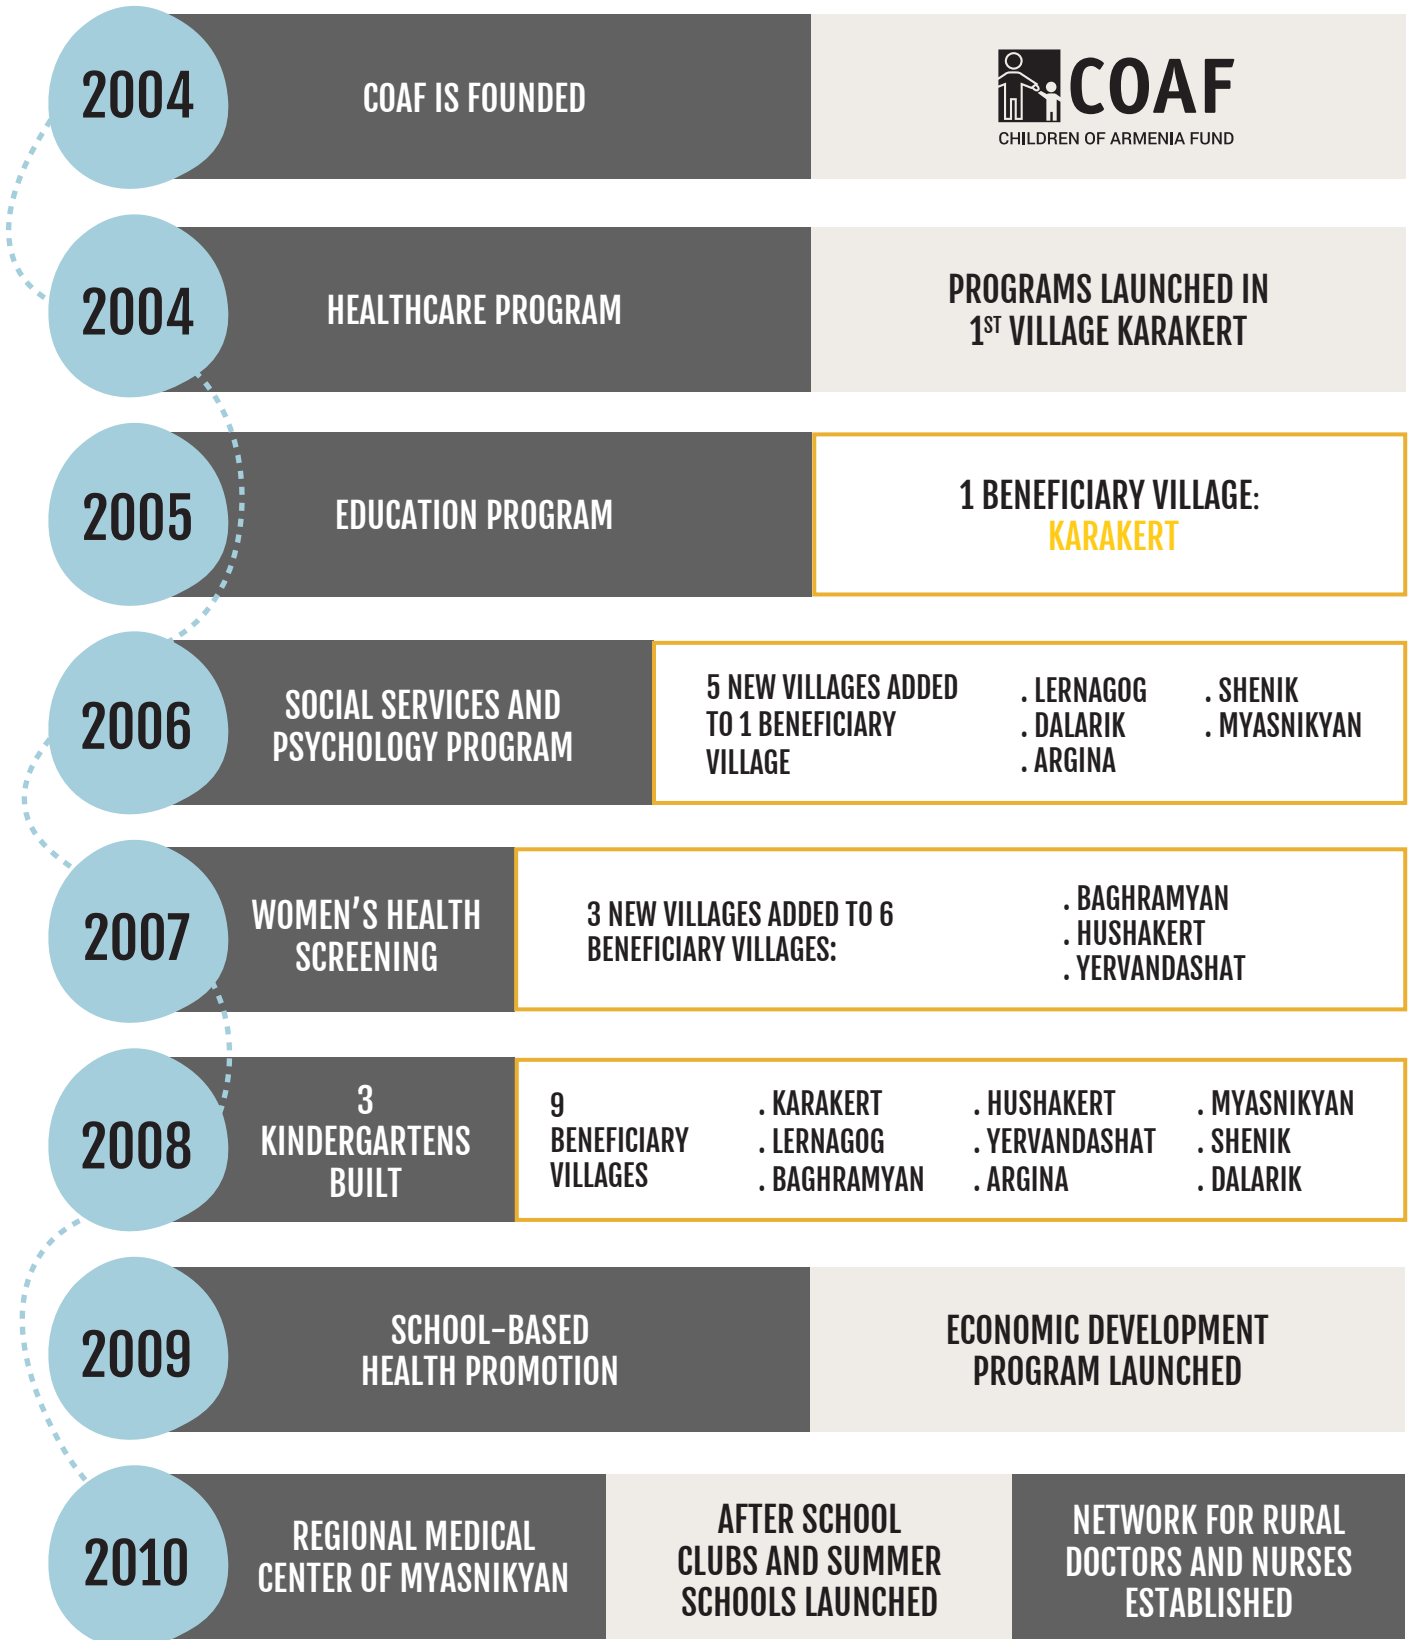 2004
COAF IS FOUNDED
COAF
CHILDREN OF ARMENIA FUND
2004
HEALTHCARE PROGRAM
PROGRAMS LAUNCHED IN
1ST VILLAGE KARAKERT
2005
EDUCATION PROGRAM
1 BENEFICIARY VILLAGE:
KARAKERT
2006
SOCIAL SERVICES AND
PSYCHOLOGY PROGRAM
5 NEW VILLAGES ADDED
TO 1 BENEFICIARY
VILLAGE
. LERNAGOG
. DALARIK
. ARGINA
. SHENIK
. MYASNIKYAN
2007
WOMEN'S HEALTH
SCREENING
3 NEW VILLAGES ADDED TO 6
BENEFICIARY VILLAGES:
. BAGHRAMYAN
. HUSHAKERT
. YERVANDASHAT
2008
3
KINDERGARTENS
BUILT
9
BENEFICIARY
VILLAGES
. KARAKERT
. LERNAGOG
. BAGHRAMYAN
. HUSHAKERT
. YERVANDASHAT
. ARGINA
. MYASNIKYAN
. SHENIK
. DALARIK
2009
SCHOOL-BASED
HEALTH PROMOTION
ECONOMIC DEVELOPMENT
PROGRAM LAUNCHED
2010
REGIONAL MEDICAL
CENTER OF MYASNIKYAN
AFTER SCHOOL
CLUBS AND SUMMER
SCHOOLS LAUNCHED
NETWORK FOR RURAL
DOCTORS AND NURSES
ESTABLISHED